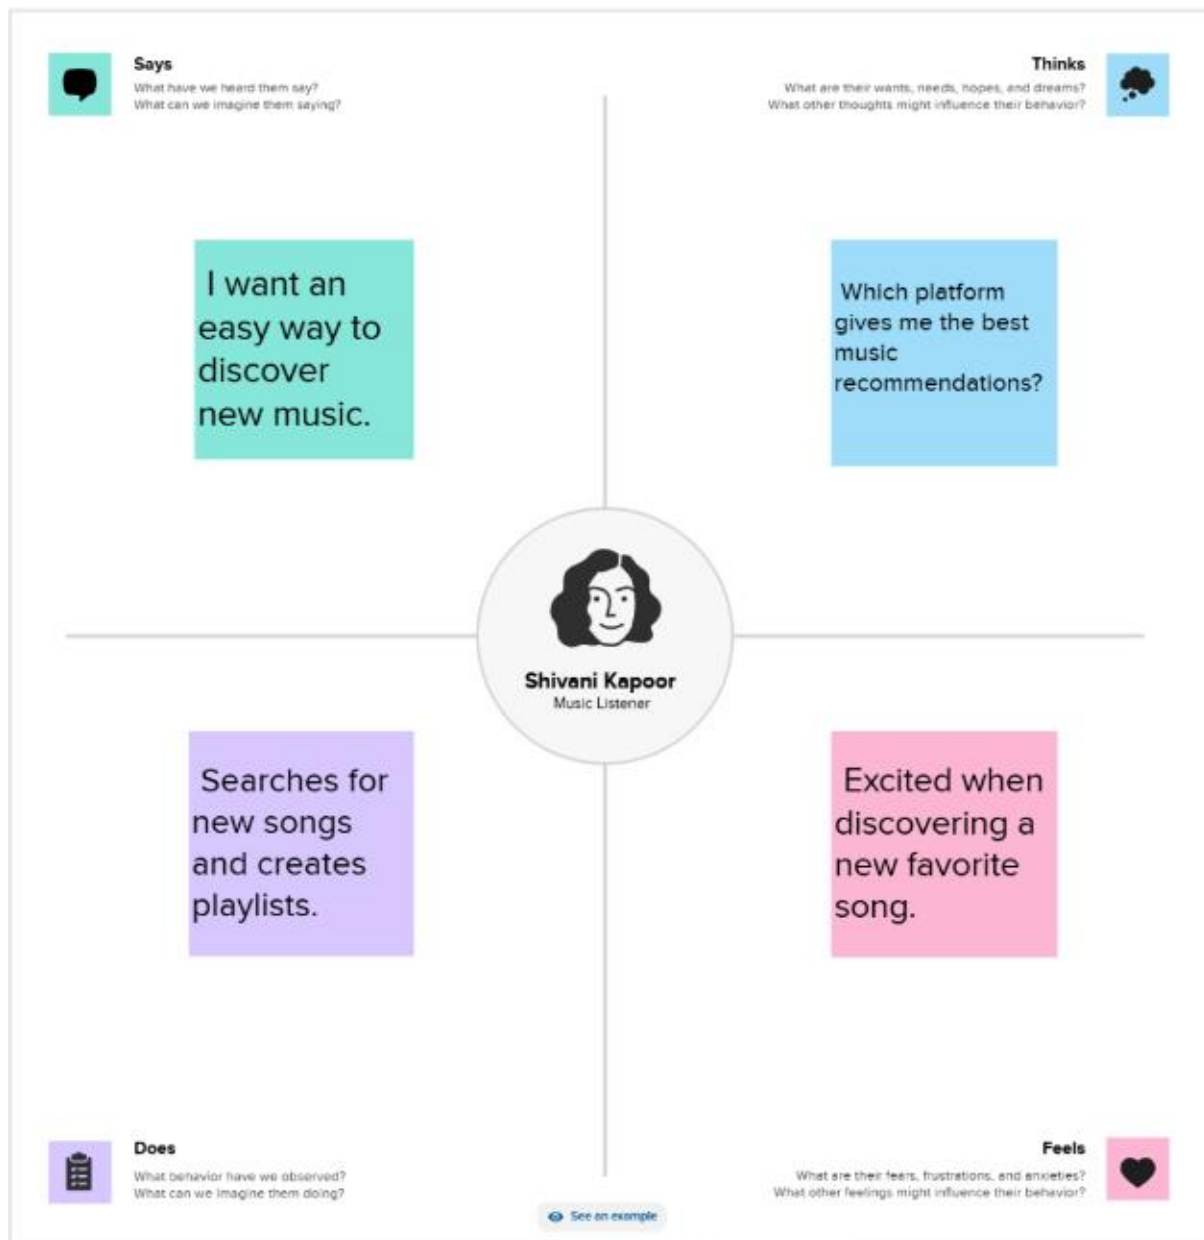 Says
What have we heard them say?
What can we imagine them saying?
Thinks
What are their wants, needs, hopes, and dreams?
What other thoughts might influence their behavior?
I want an
easy way to
discover
new music.
Which platform
gives me the best
music
recommendations?
Shivani Kapoor
Music Listener
Searches for
new songs
and creates
playlists.
Excited when
discovering a
new favorite
song.
Does
What behavior have we observed?
What can we imagine them doing?
Feels
What are their fears, frustrations, and anxieties?
What other feelings might influence their behavior?
See an example